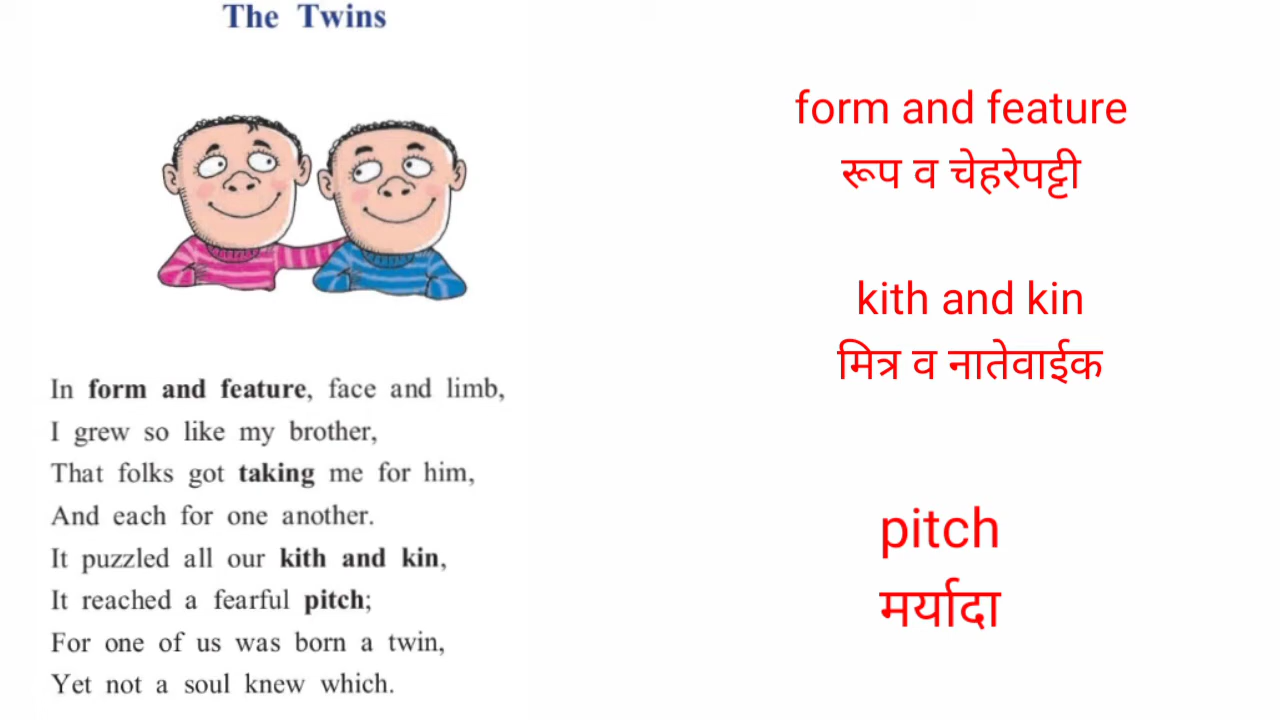 The Twins
In form and feature, face and limb,
I grew so like my brother,
That folks got taking me for him,
And each for one another.
It puzzled all our kith and kin,
It reached a fearful pitch;
For one of us was born a twin,
Yet not a soul knew which.
form and feature
रूप व चेहरेपट्टी
kith and kin
मित्र व नातेवाईक
pitch
मर्यादा